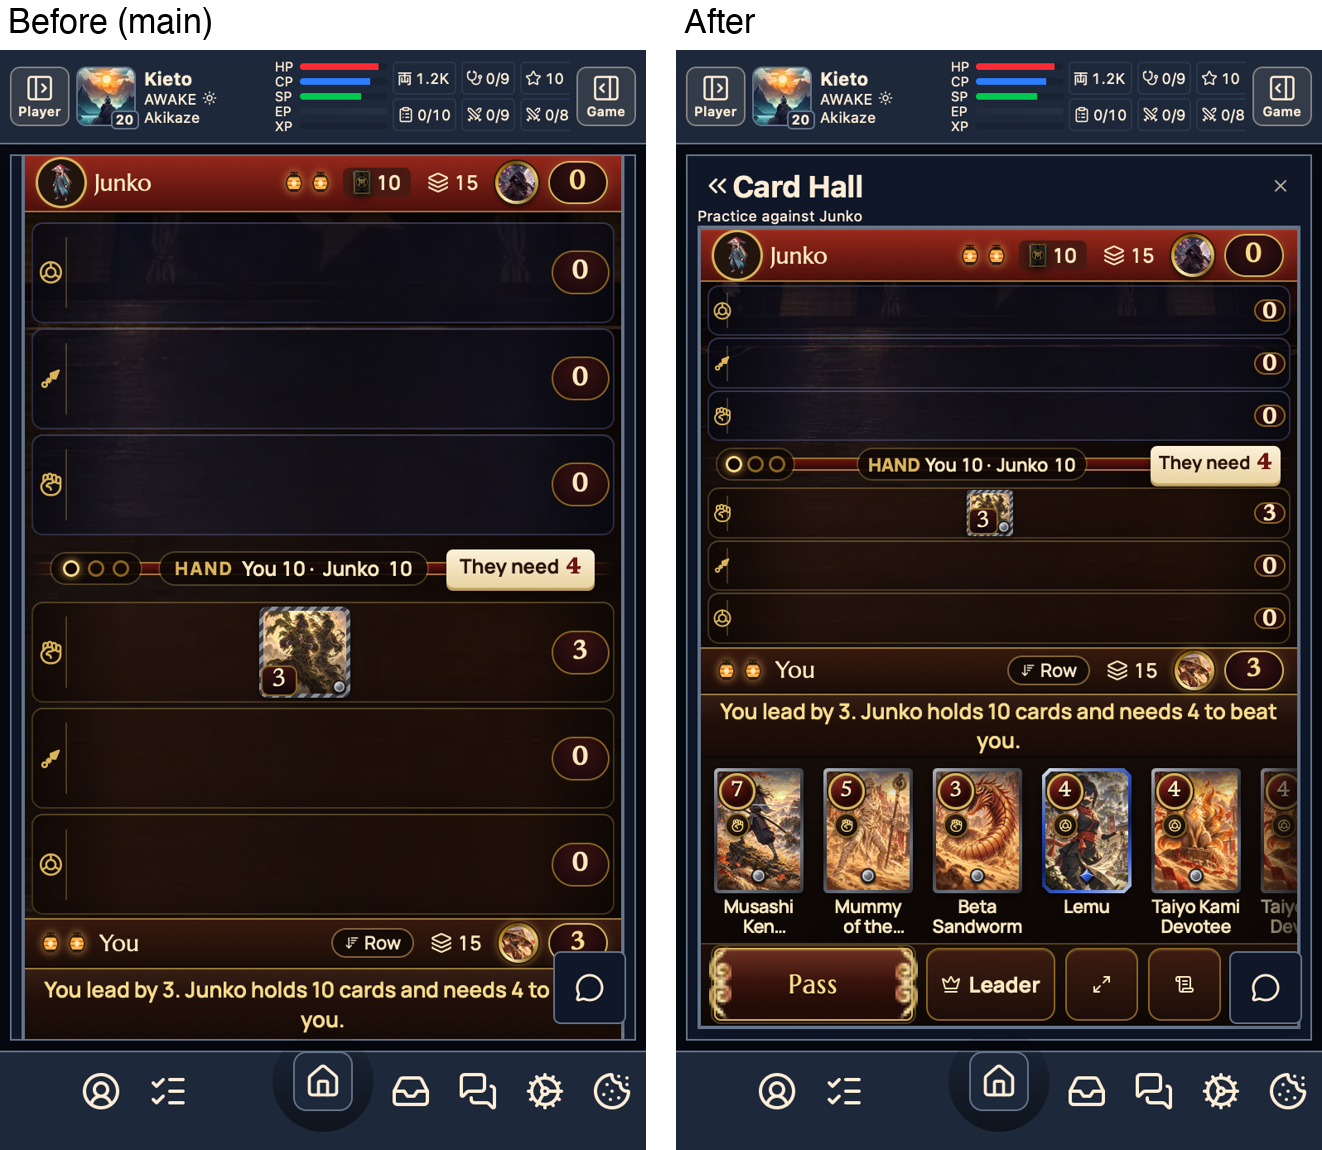 Before (main)
Player
20
Kieto
AWAKE
Akikaze
HP
CP
SP
EP
XP
両 1.2K
0/9
10
0/10
0/9
0/8
Game
Junko
10
15
0
0
0
0
HAND You 10 · Junko 10
They need 4
3
3
0
0
You
Row
15
3
You lead by 3. Junko holds 10 cards and needs 4 to
you.
After
Player
20
Kieto
AWAKE
Akikaze
HP
CP
SP
EP
XP
両 1.2K
0/9
10
0/10
0/9
0/8
Game
Card Hall
Practice against Junko
Junko
10
15
0
0
0
0
HAND You 10 · Junko 10
They need 4
3
3
0
0
You
Row
15
3
You lead by 3. Junko holds 10 cards and needs 4 to beat
you.
7
5
3
4
4
4
Musashi
Ken...
Mummy
of the...
Beta
Sandworm
Lemu
Taiyo Kami
Devotee
Taiy
Dev
Pass
Leader